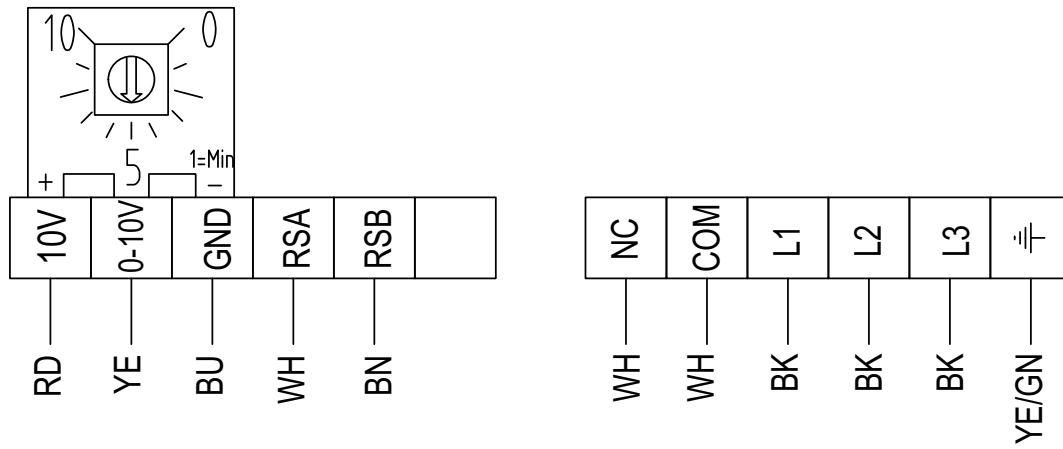 10 0
5 1=Min
+ -
10V 0-10V GND RSA RSB
RD YE BU WH BN
NC COM L1 L2 L3
WH WH BK BK BK YE/GN